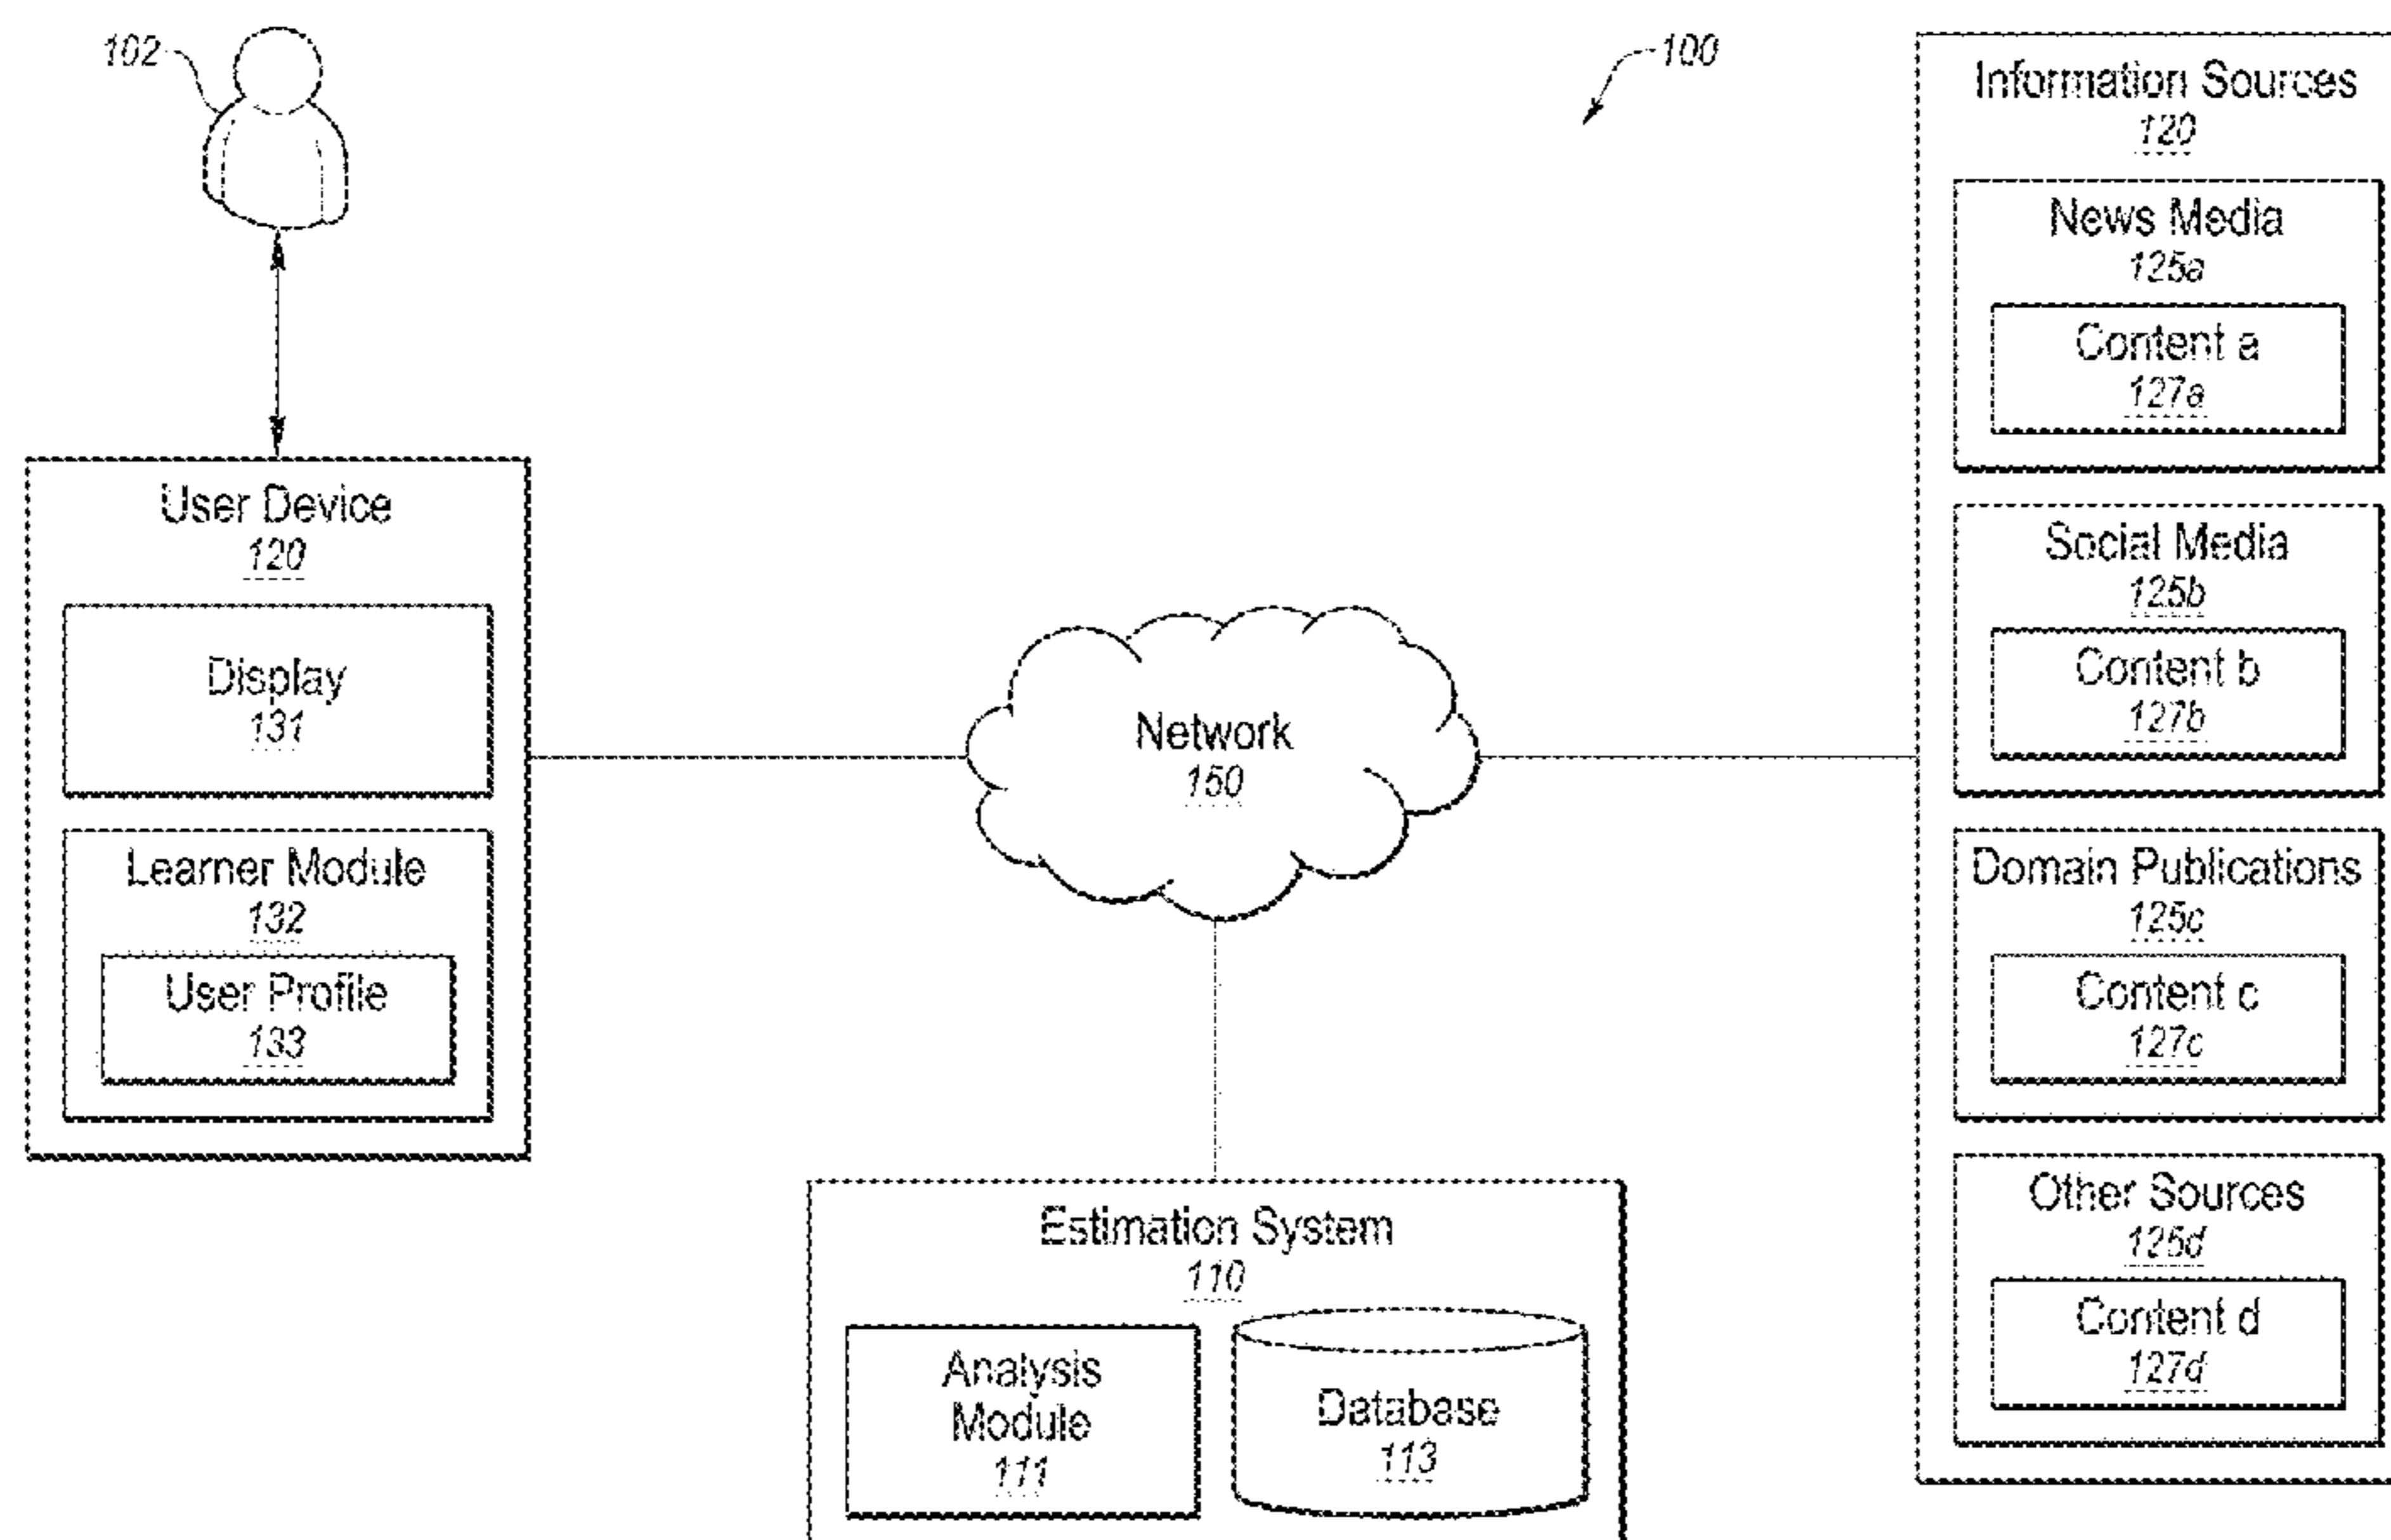 102
100
User Device
120
Display
131
Learner Module
132
User Profile
133
Network
150
Estimation System
110
Analysis
Module
111
Database
113
Information Sources
120
News Media
125a
Content a
127a
Social Media
125b
Content b
127b
Domain Publications
125c
Content c
127c
Other Sources
125d
Content d
127d